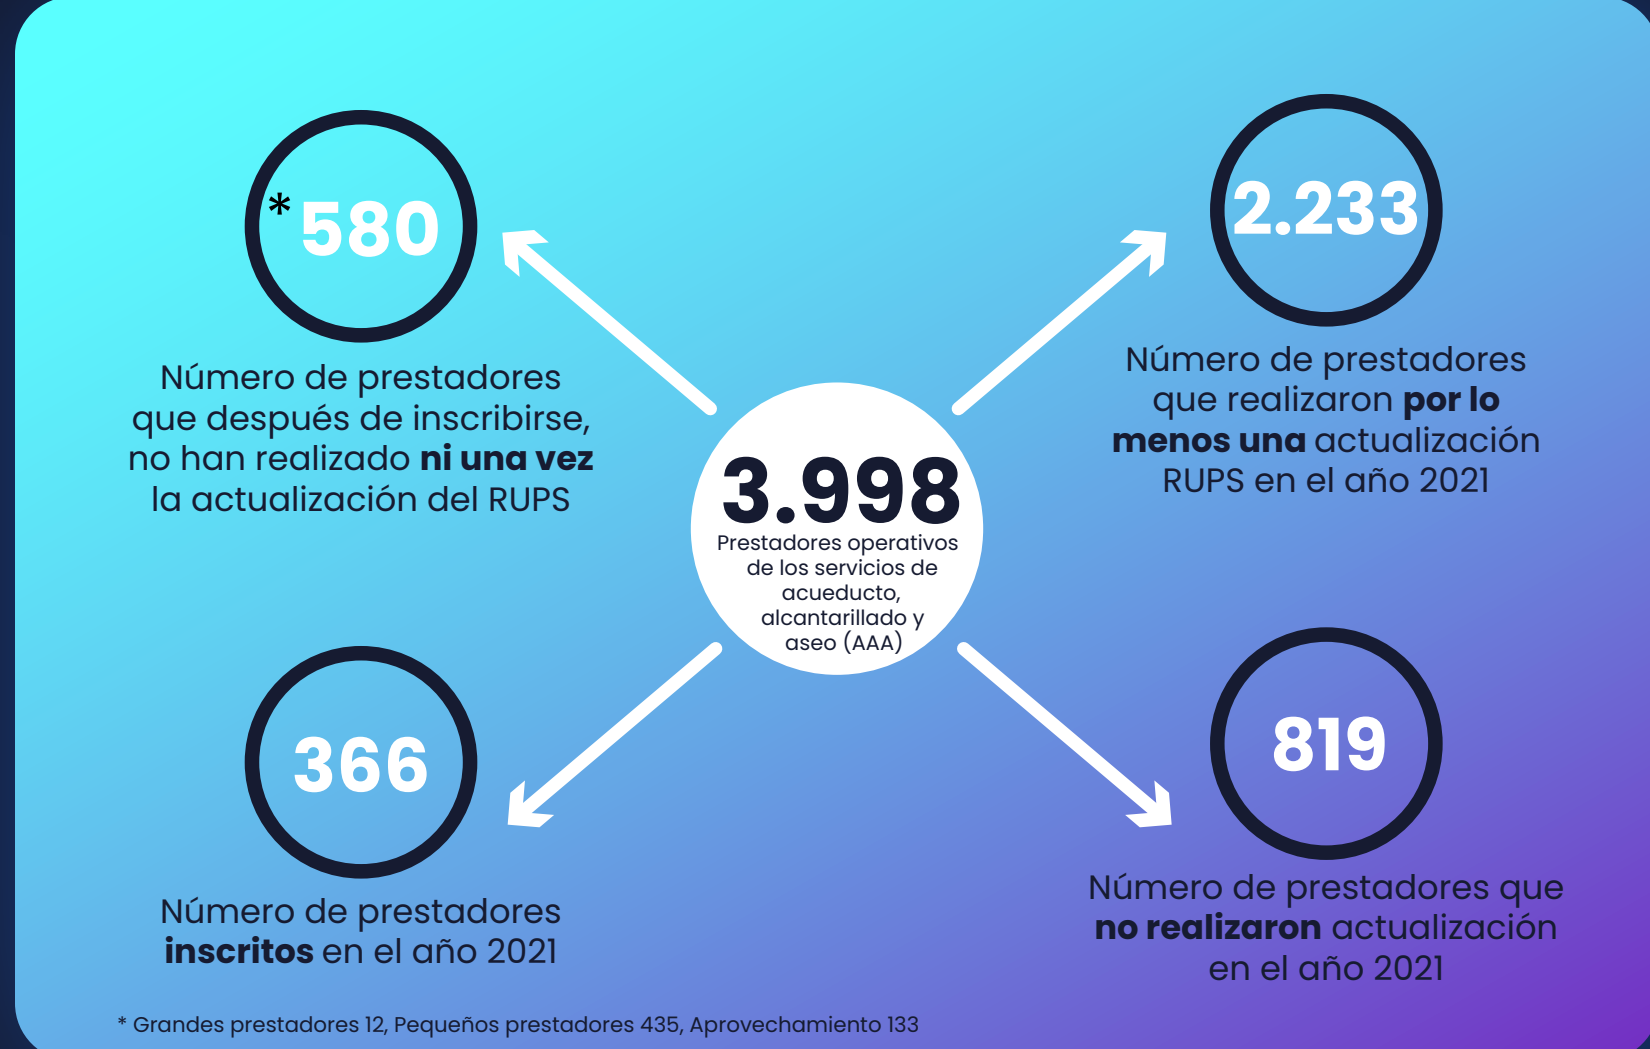 *580
Número de prestadores
que después de inscribirse,
no han realizado ni una vez
la actualización del RUPS
2.233
Número de prestadores
que realizaron por lo
menos una actualización
RUPS en el año 2021
3.998
Prestadores operativos
de los servicios de
acueducto,
alcantarillado y
aseo (AAA)
366
Número de prestadores
inscritos en el año 2021
819
Número de prestadores que
no realizaron actualización
en el año 2021
* Grandes prestadores 12, Pequeños prestadores 435, Aprovechamiento 133